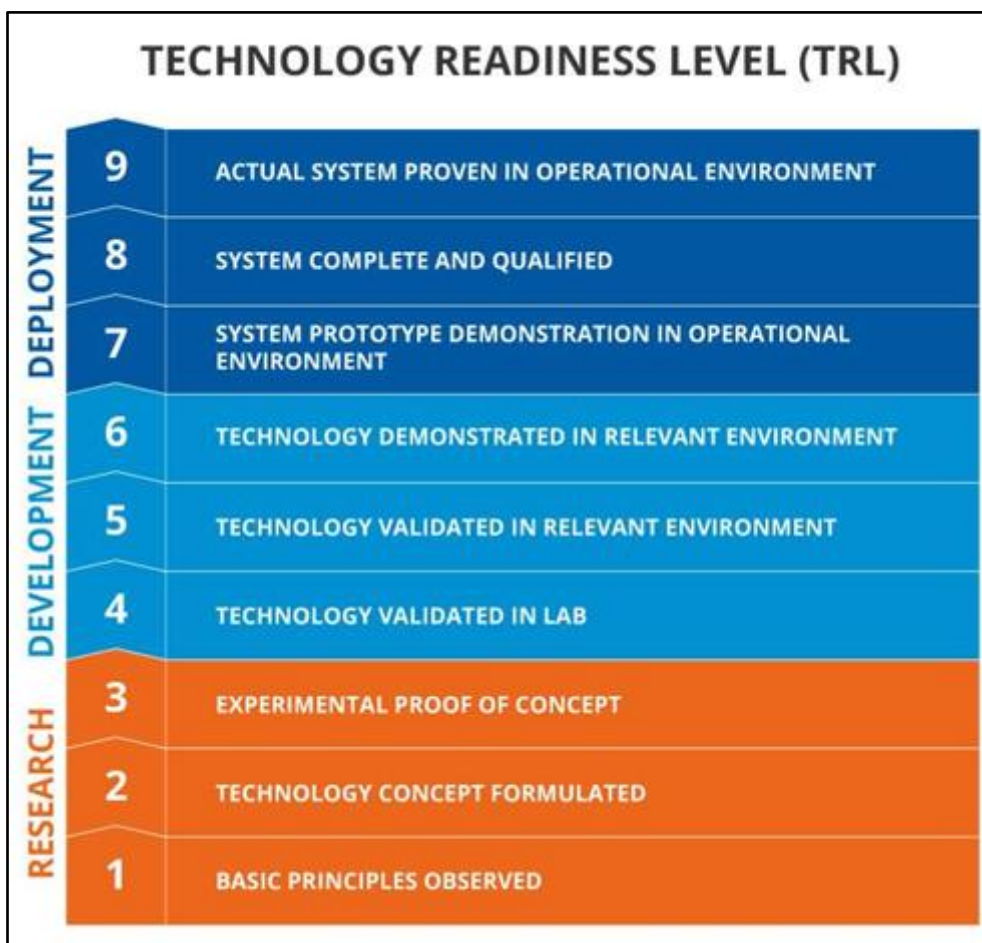 TECHNOLOGY READINESS LEVEL (TRL)
DEPLOYMENT
9
ACTUAL SYSTEM PROVEN IN OPERATIONAL ENVIRONMENT
8
SYSTEM COMPLETE AND QUALIFIED
7
SYSTEM PROTOTYPE DEMONSTRATION IN OPERATIONAL
ENVIRONMENT
DEVELOPMENT
6
TECHNOLOGY DEMONSTRATED IN RELEVANT ENVIRONMENT
5
TECHNOLOGY VALIDATED IN RELEVANT ENVIRONMENT
4
TECHNOLOGY VALIDATED IN LAB
RESEARCH
3
EXPERIMENTAL PROOF OF CONCEPT
2
TECHNOLOGY CONCEPT FORMULATED
1
BASIC PRINCIPLES OBSERVED